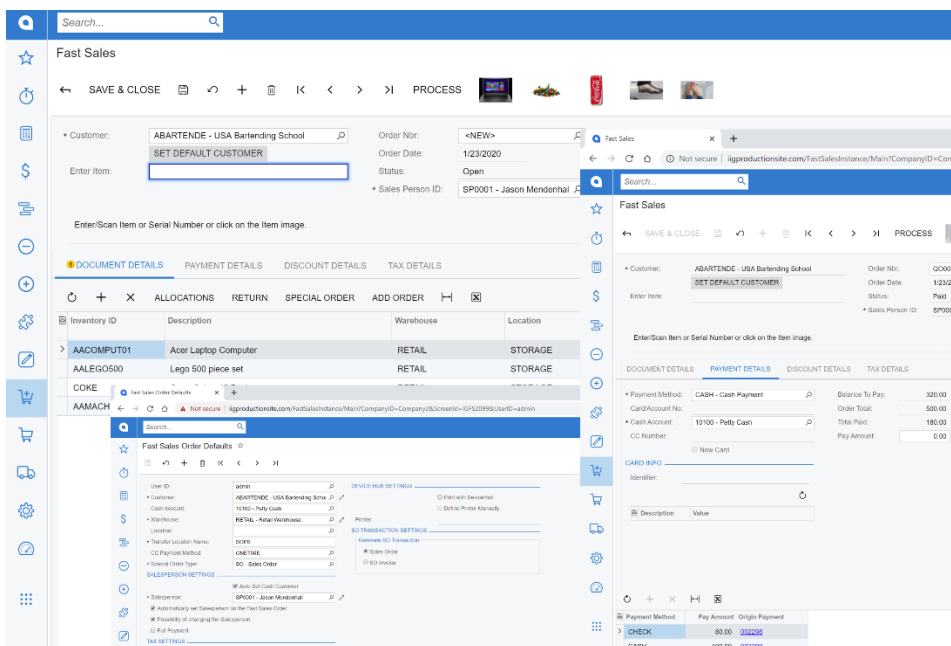 Search...
Fast Sales
SAVE & CLOSE
PROCESS
Customer: ABARTENDE - USA Bartending School
SET DEFAULT CUSTOMER
Enter Item:
Order Nbr: <NEW>
Order Date: 1/23/2020
Status: Open
Sales Person ID: SP0001 - Jason Mendenhal
Enter/Scan Item or Serial Number or click on the Item image.
DOCUMENT DETAILS PAYMENT DETAILS DISCOUNT DETAILS TAX DETAILS
ALLOCATIONS RETURN SPECIAL ORDER ADD ORDER
Inventory ID Description Warehouse Location
AACOMPUT01 Acer Laptop Computer RETAIL STORAGE
AALEGO500 Lego 500 piece set RETAIL STORAGE
COKE
AAMACH
Fast Sales Order Defaults
Not secure iigproductionsite.com/FastSalesInstance/Main?CompanyID=Company2&ScreenId=IGFS2099&UserID=admin
Search...
Fast Sales Order Defaults
User ID: admin
Customer: ABARTENDE - USA Bartending Schoo
Cash Account: 10100 - Petty Cash
Warehouse: RETAIL - Retail Warehouse
Location:
Transfer Location Name: SOPS
CC Payment Method: ONETIME
Special Order Type: SO - Sales Order
SALESPERSON SETTINGS
Auto Set Cash Customer
Salesperson: SP0001 - Jason Mendenhall
Automatically set Salesperson on the Fast Sales Order
Possibility of changing the Salesperson
Full Payment
TAX SETTINGS
DEVICE HUB SETTINGS
Print with DeviceHub
Define Printer Manually
Printer:
SO TRANSACTION SETTINGS
Generate SO Transaction
Sales Order
SO Invoice
Fast Sales
Not secure iigproductionsite.com/FastSalesInstance/Main?CompanyID=Com
Search...
Fast Sales
SAVE & CLOSE
PROCESS
Customer: ABARTENDE - USA Bartending School
SET DEFAULT CUSTOMER
Enter Item:
Order Nbr:
Order Date: 1/23/2
Status: Paid
Sales Person ID: SP000
Enter/Scan Item or Serial Number or click on the Item image.
DOCUMENT DETAILS PAYMENT DETAILS DISCOUNT DETAILS TAX DETAILS
Payment Method: CASH - Cash Payment
Card/Account No:
Cash Account: 10100 - Petty Cash
CC Number:
New Card
Balance To Pay: 320.00
Order Total: 500.00
Total Paid: 180.00
Pay Amount: 0.00
CARD INFO
Identifier:
Description Value
Payment Method Pay Amount Origin Payment
CHECK 80.00 002298